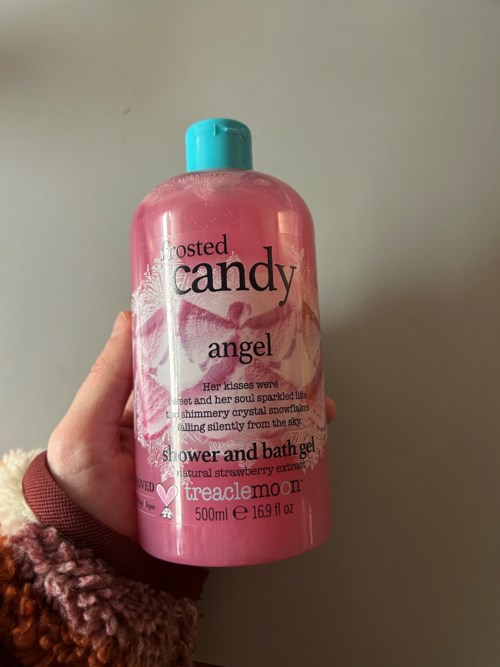 frosted
candy
angel
Her kisses were
sweet and her soul sparkled like
the shimmery crystal snowflakes
falling silently from the sky.
shower and bath gel
natural strawberry extract
treaclemoon
500ml e 16.9 fl oz